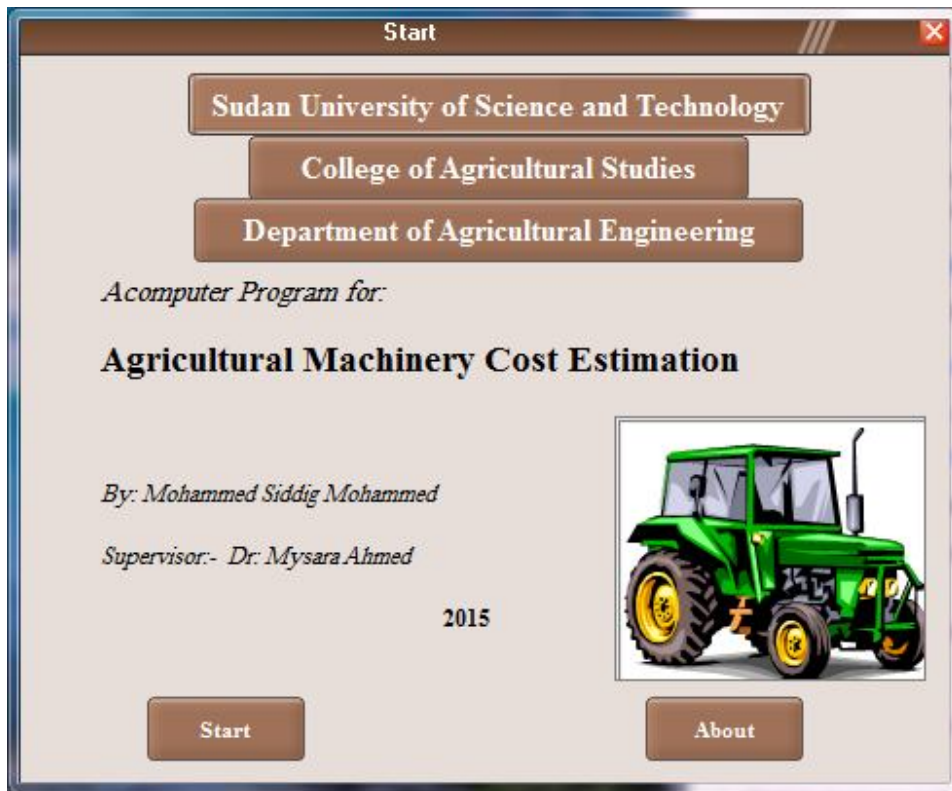 Start
Sudan University of Science and Technology
College of Agricultural Studies
Department of Agricultural Engineering
Acomputer Program for:
Agricultural Machinery Cost Estimation
By: Mohammed Siddig Mohammed
Supervisor:- Dr: Mysara Ahmed
2015
Start
About